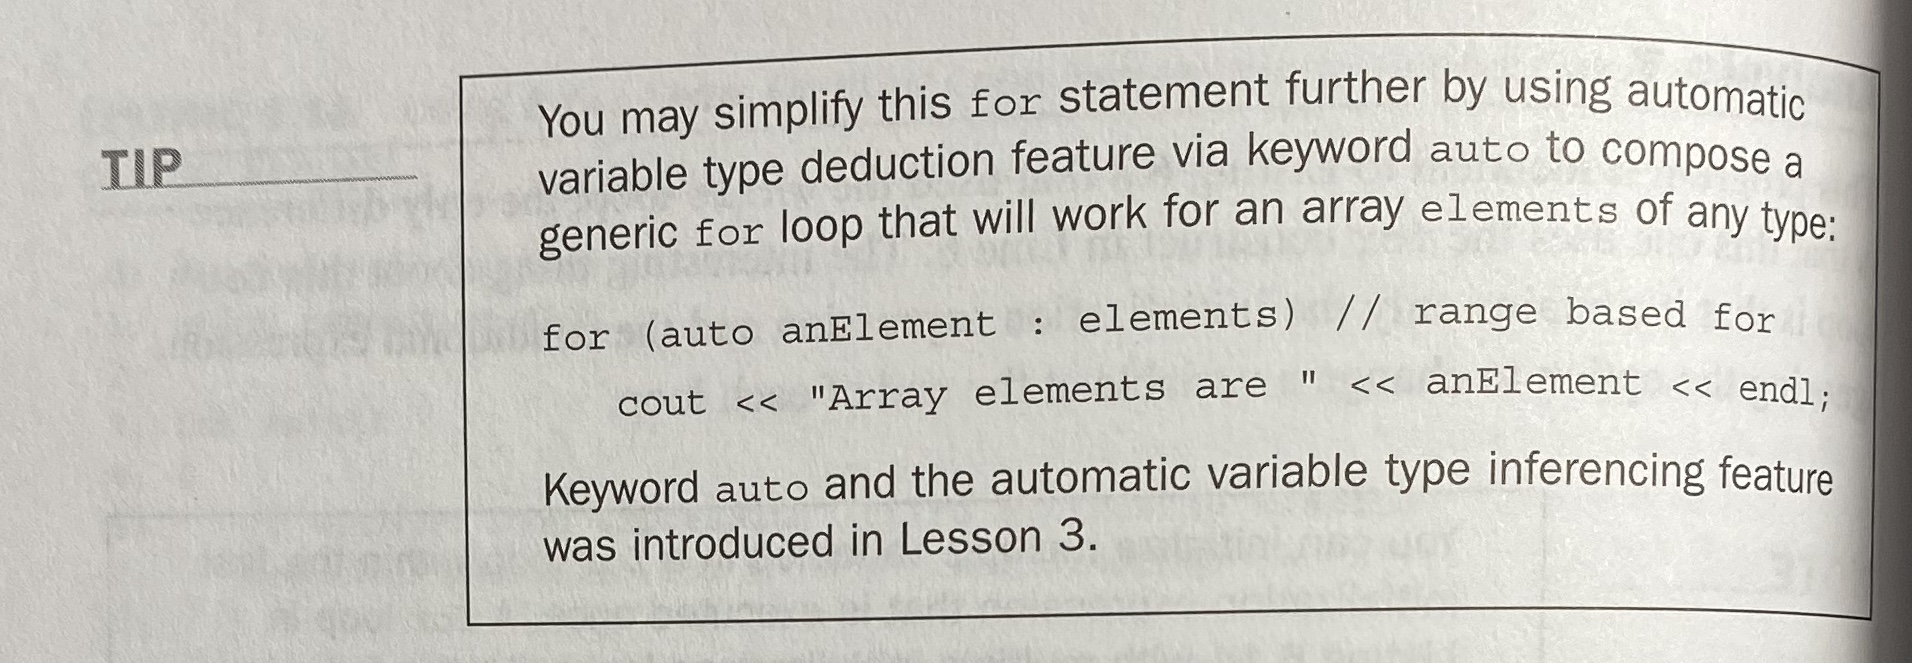 TIP
You may simplify this for statement further by using automatic
variable type deduction feature via keyword auto to compose a
generic for loop that will work for an array elements of any type:
for (auto anElement : elements) // range based for
cout << "Array elements are " << anElement << endl;
Keyword auto and the automatic variable type inferencing feature
was introduced in Lesson 3.